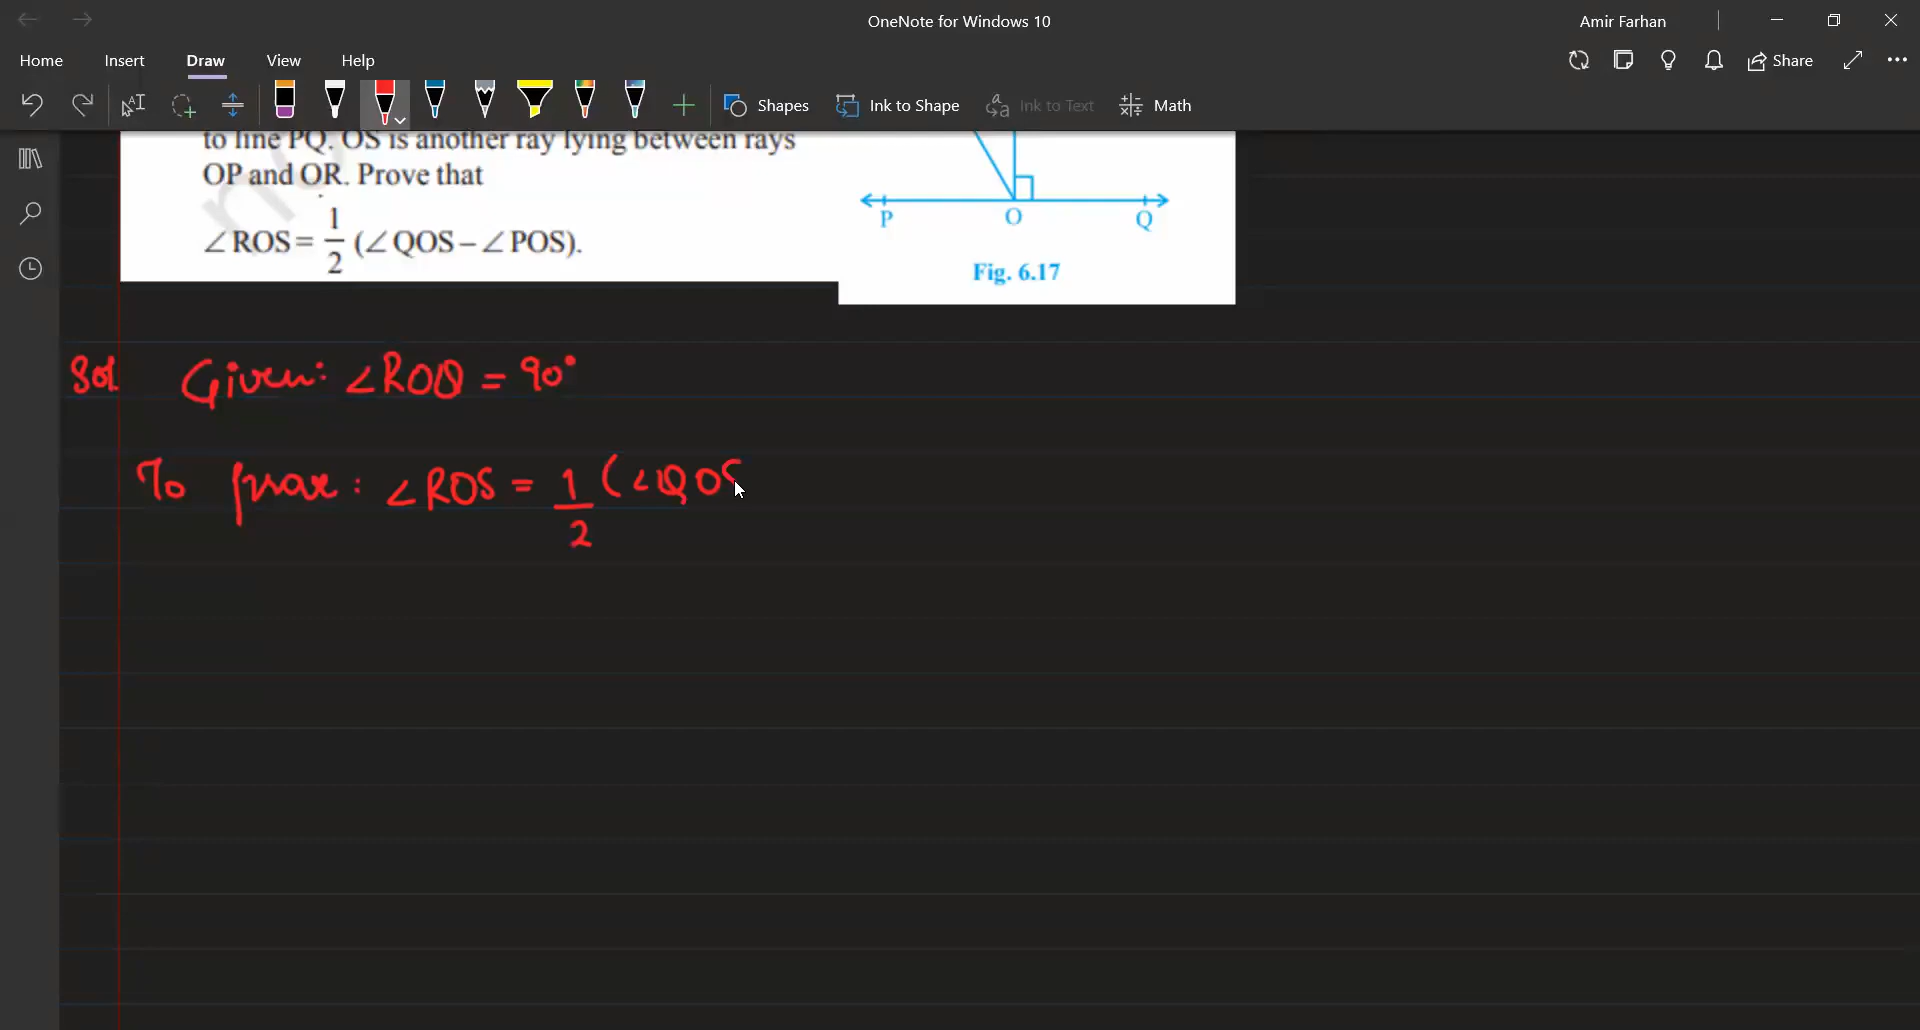 OneNote for Windows 10
Amir Farhan
Home Insert Draw View Help
Share
Shapes Ink to Shape Ink to Text Math
to line PQ. OS is another ray lying between rays
OP and OR. Prove that
∠ROS = 1/2 (∠QOS – ∠POS).
P O Q
Fig. 6.17
Sol Given: ∠ROQ = 90°
To prove: ∠ROS = 1/2 (∠QOS